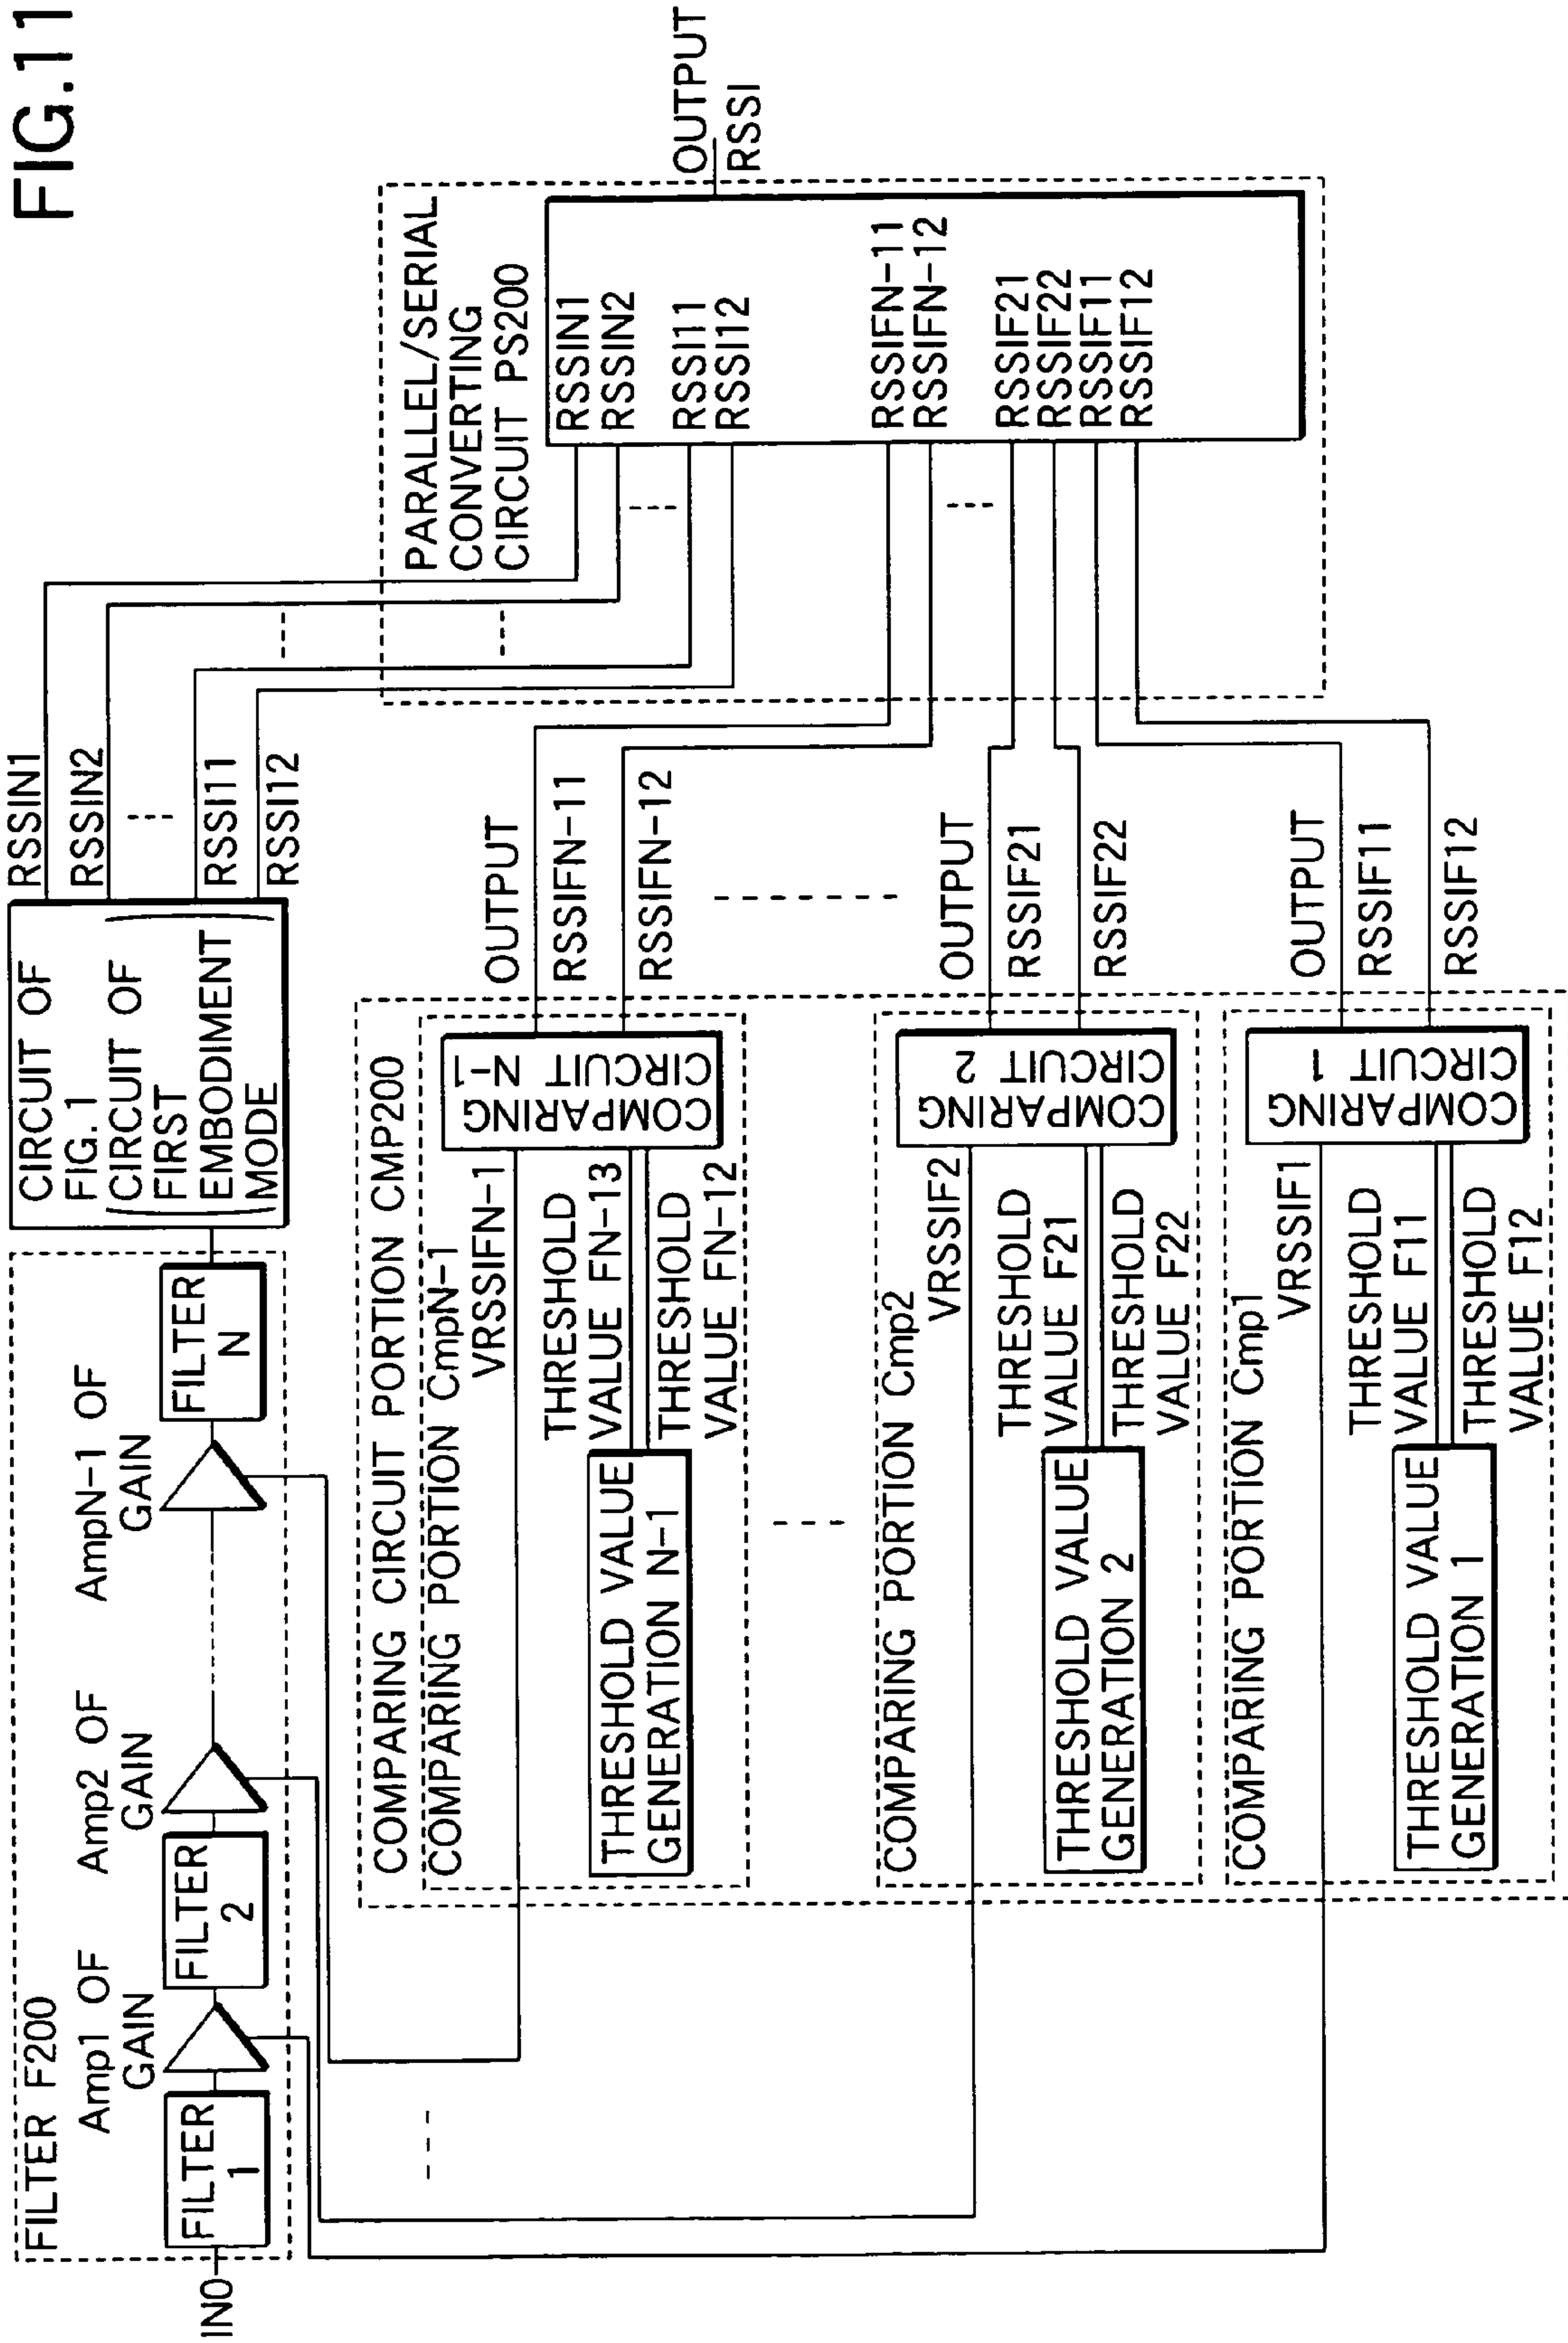 FIG.11
FILTER F200
Amp1 OF
GAIN
Amp2 OF
GAIN
AmpN-1 OF
GAIN
IN0
FILTER
1
FILTER
2
FILTER
N
CIRCUIT OF
FIG.1
CIRCUIT OF
FIRST
EMBODIMENT
MODE
RSSIN1
RSSIN2
RSSI11
RSSI12
PARALLEL/SERIAL
CONVERTING
CIRCUIT PS200
RSSIN1
RSSIN2
RSSI11
RSSI12
RSSIFN-11
RSSIFN-12
RSSIF21
RSSIF22
RSSIF11
RSSIF12
OUTPUT
RSSI
COMPARING CIRCUIT PORTION CMP200
COMPARING PORTION CmpN-1
VRSSIFN-1
THRESHOLD
VALUE FN-13
THRESHOLD
VALUE FN-12
THRESHOLD VALUE
GENERATION N-1
COMPARING
CIRCUIT N-1
OUTPUT
RSSIFN-11
RSSIFN-12
COMPARING PORTION Cmp2
VRSSIF2
THRESHOLD
VALUE F21
THRESHOLD
VALUE F22
THRESHOLD VALUE
GENERATION 2
COMPARING
CIRCUIT 2
OUTPUT
RSSIF21
RSSIF22
COMPARING PORTION Cmp1
VRSSIF1
THRESHOLD
VALUE F11
THRESHOLD
VALUE F12
THRESHOLD VALUE
GENERATION 1
COMPARING
CIRCUIT 1
OUTPUT
RSSIF11
RSSIF12